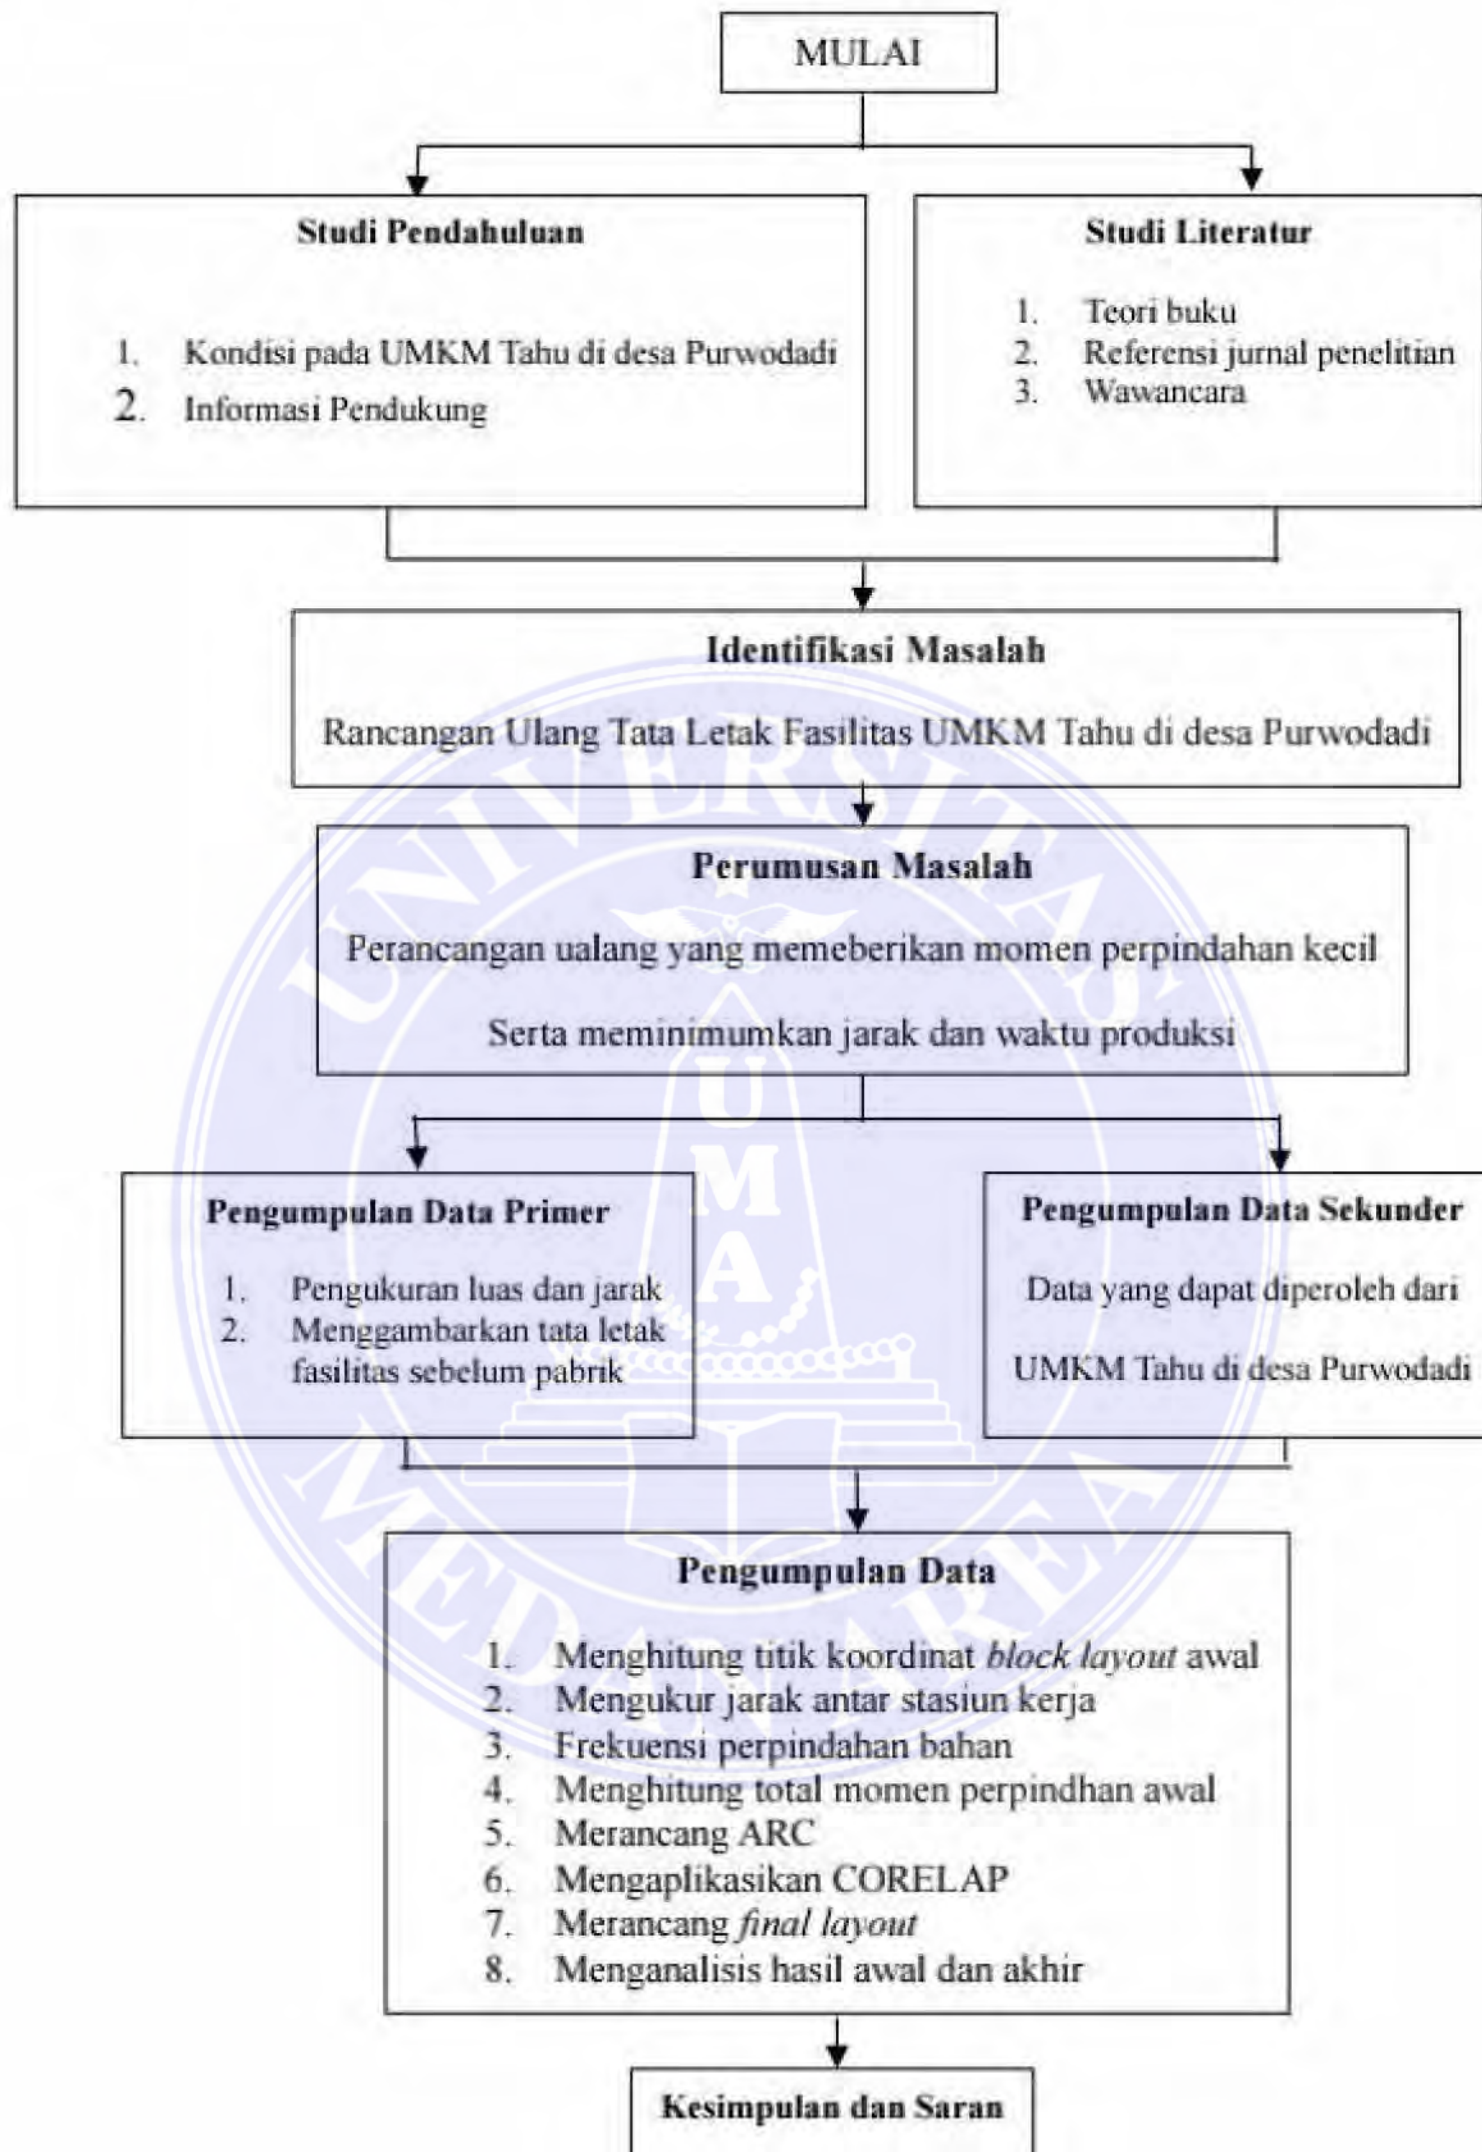 MULAI
Studi Pendahuluan
1. Kondisi pada UMKM Tahu di desa Purwodadi
2. Informasi Pendukung
Studi Literatur
1. Teori buku
2. Referensi jurnal penelitian
3. Wawancara
Identifikasi Masalah
Rancangan Ulang Tata Letak Fasilitas UMKM Tahu di desa Purwodadi
Perumusan Masalah
Perancangan ualang yang memeberikan momen perpindahan kecil
Serta meminimumkan jarak dan waktu produksi
Pengumpulan Data Primer
1. Pengukuran luas dan jarak
2. Menggambarkan tata letak
fasilitas sebelum pabrik
Pengumpulan Data Sekunder
Data yang dapat diperoleh dari
UMKM Tahu di desa Purwodadi
Pengumpulan Data
1. Menghitung titik koordinat block layout awal
2. Mengukur jarak antar stasiun kerja
3. Frekuensi perpindahan bahan
4. Menghitung total momen perpindhan awal
5. Merancang ARC
6. Mengaplikasikan CORELAP
7. Merancang final layout
8. Menganalisis hasil awal dan akhir
Kesimpulan dan Saran
UNIVERSITAS
MEDAN AREA
U
M
A